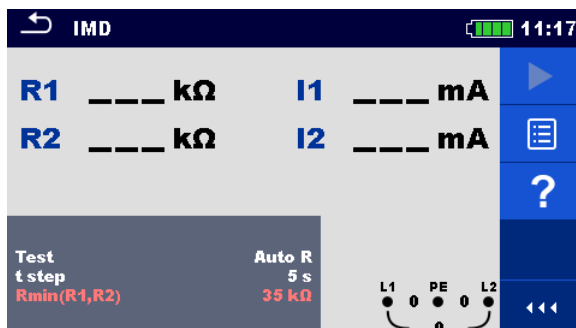 IMD 11:17
R1 ___ kΩ I1 ___ mA
R2 ___ kΩ I2 ___ mA
?
Test Auto R
t step 5 s
Rmin(R1,R2) 35 kΩ
L1 PE L2
0 0
0